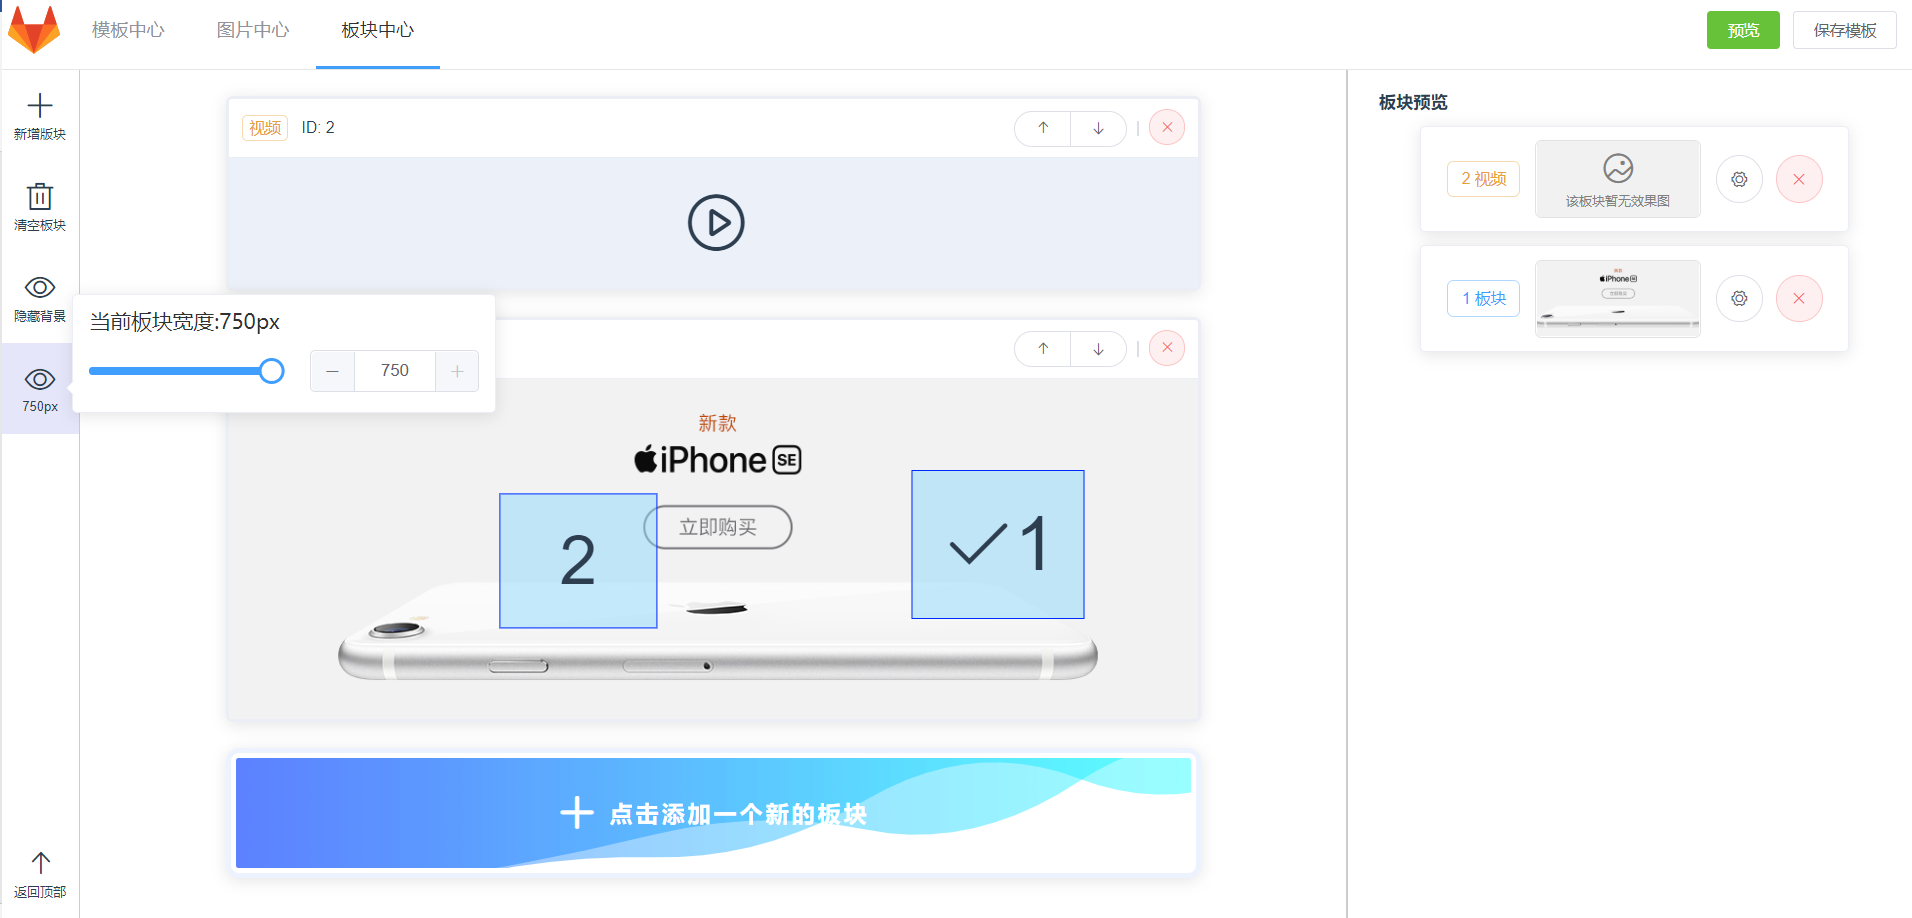 模板中心
图片中心
板块中心
预览
保存模板
新增版块
清空板块
隐藏背景
750px
返回顶部
视频
ID: 2
当前板块宽度:750px
750
新款
iPhone SE
立即购买
2
1
点击添加一个新的板块
板块预览
2 视频
该板块暂无效果图
1 板块
iPhone SE